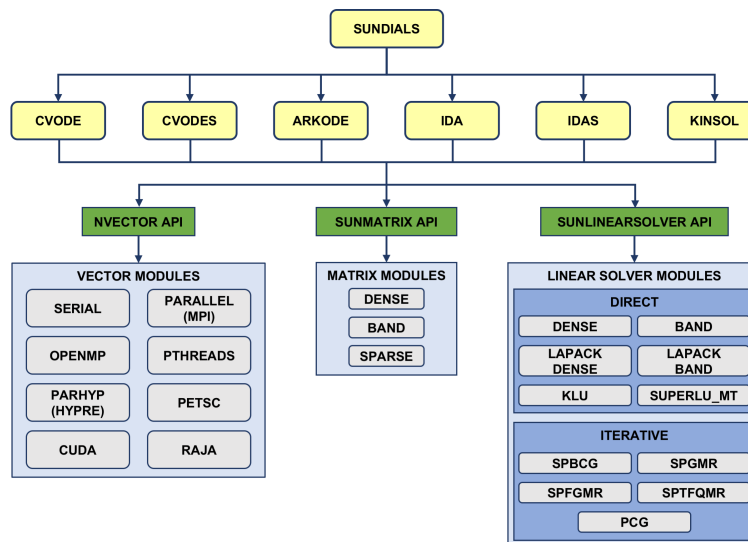 SUNDIALS
CVODE
CVODES
ARKODE
IDA
IDAS
KINSOL
NVECTOR API
SUNMATRIX API
SUNLINEARSOLVER API
VECTOR MODULES
SERIAL
PARALLEL
(MPI)
OPENMP
PTHREADS
PARHYP
(HYPRE)
PETSC
CUDA
RAJA
MATRIX MODULES
DENSE
BAND
SPARSE
LINEAR SOLVER MODULES
DIRECT
DENSE
BAND
LAPACK
DENSE
LAPACK
BAND
KLU
SUPERLU_MT
ITERATIVE
SPBCG
SPGMR
SPFGMR
SPTFQMR
PCG